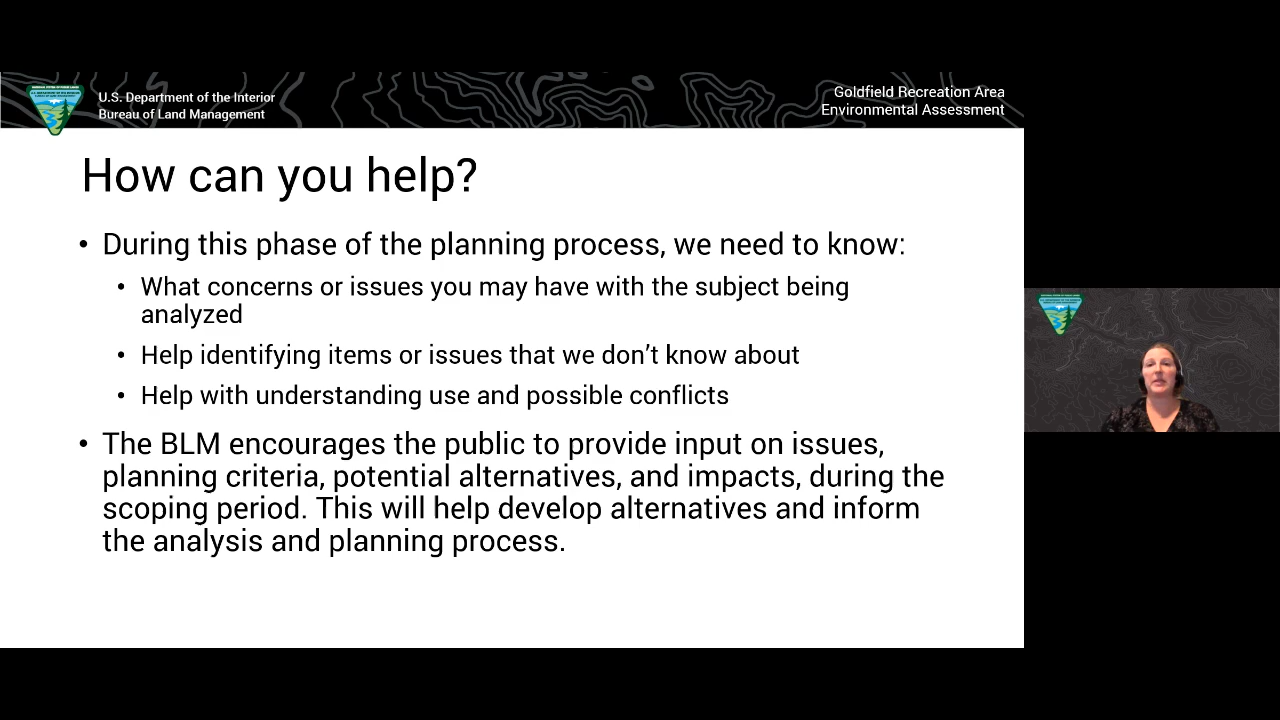 U.S. Department of the Interior
Bureau of Land Management
Goldfield Recreation Area
Environmental Assessment
How can you help?
• During this phase of the planning process, we need to know:
• What concerns or issues you may have with the subject being
analyzed
• Help identifying items or issues that we don’t know about
• Help with understanding use and possible conflicts
• The BLM encourages the public to provide input on issues,
planning criteria, potential alternatives, and impacts, during the
scoping period. This will help develop alternatives and inform
the analysis and planning process.